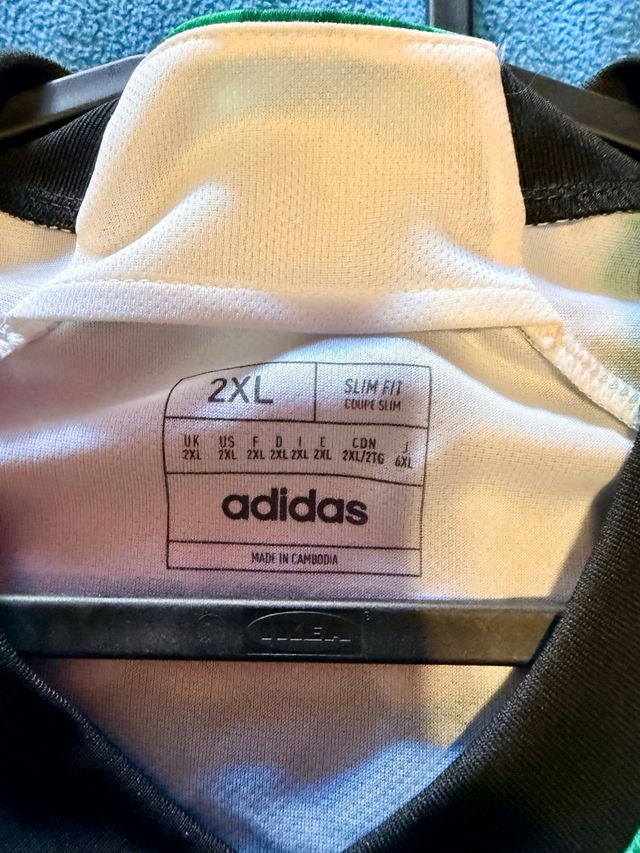 2XL
SLIM FIT
COUPE SLIM
UK US F D I E CDN J
2XL 2XL 2XL 2XL 2XL 2XL 2XL/2TG 6XL
adidas
MADE IN CAMBODIA
IKEA